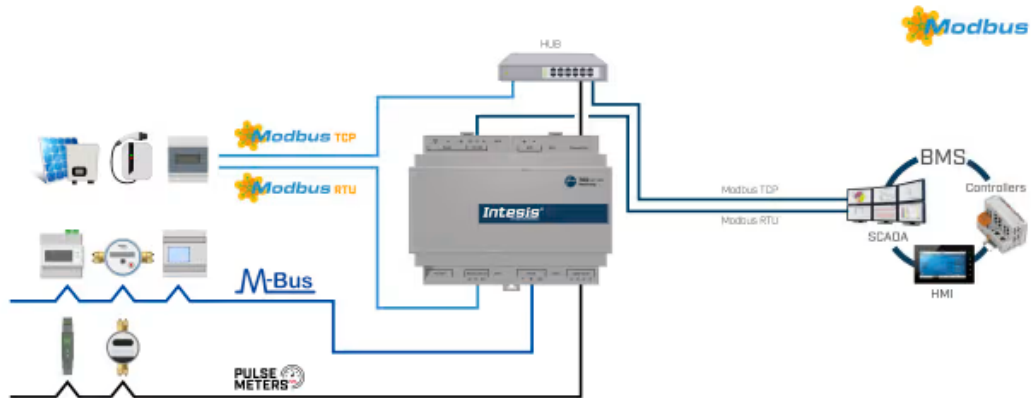 Modbus
HUB
Modbus TCP
Modbus RTU
Intesis
BMS
Controllers
Modbus TCP
Modbus RTU
SCADA
HMI
M-Bus
PULSE
METERS